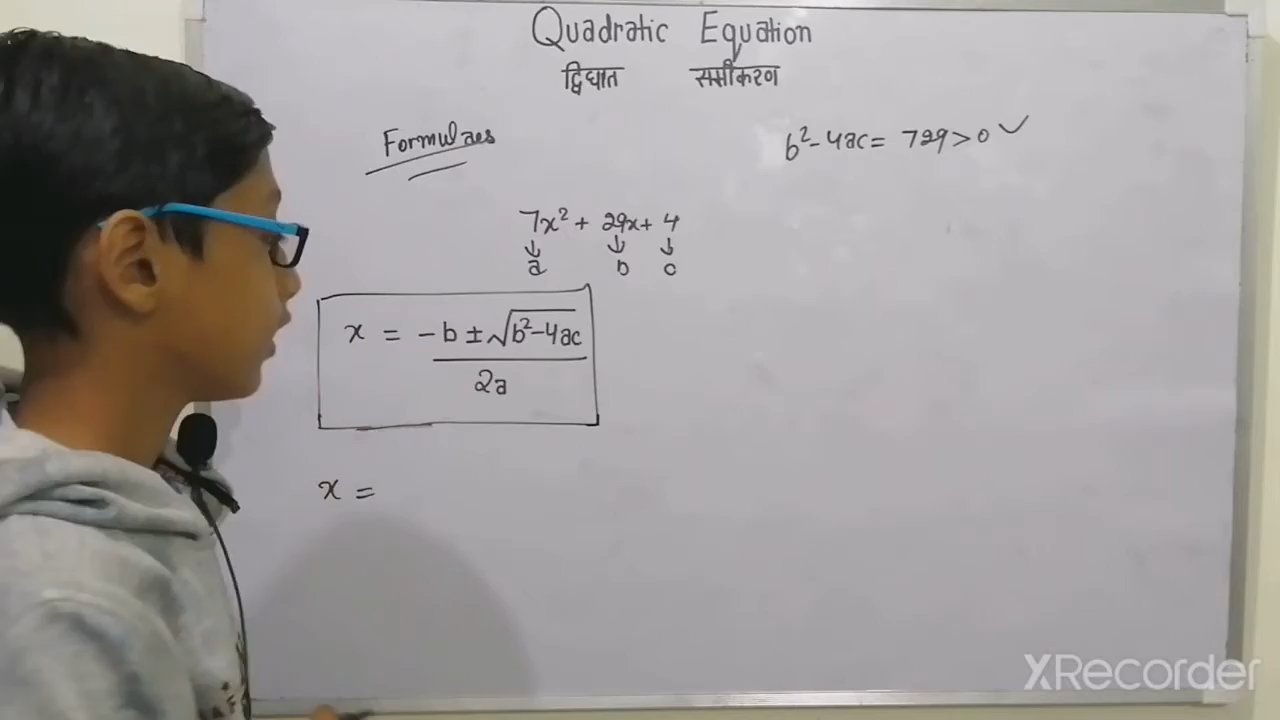 Quadratic Equation
द्विघात समीकरण
Formulaes
b²-4ac = 729>0 ✓
7x² + 29x + 4
↓ ↓ ↓
a b c
x = -b ± √b²-4ac
2a
x =
XRecorder